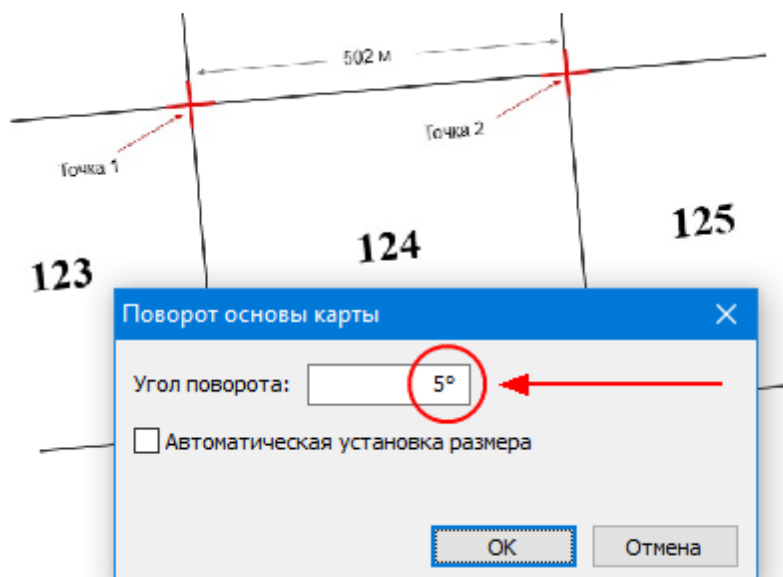 502 м
Точка 1
Точка 2
123
124
125
Поворот основы карты
Угол поворота:
5°
Автоматическая установка размера
OK
Отмена